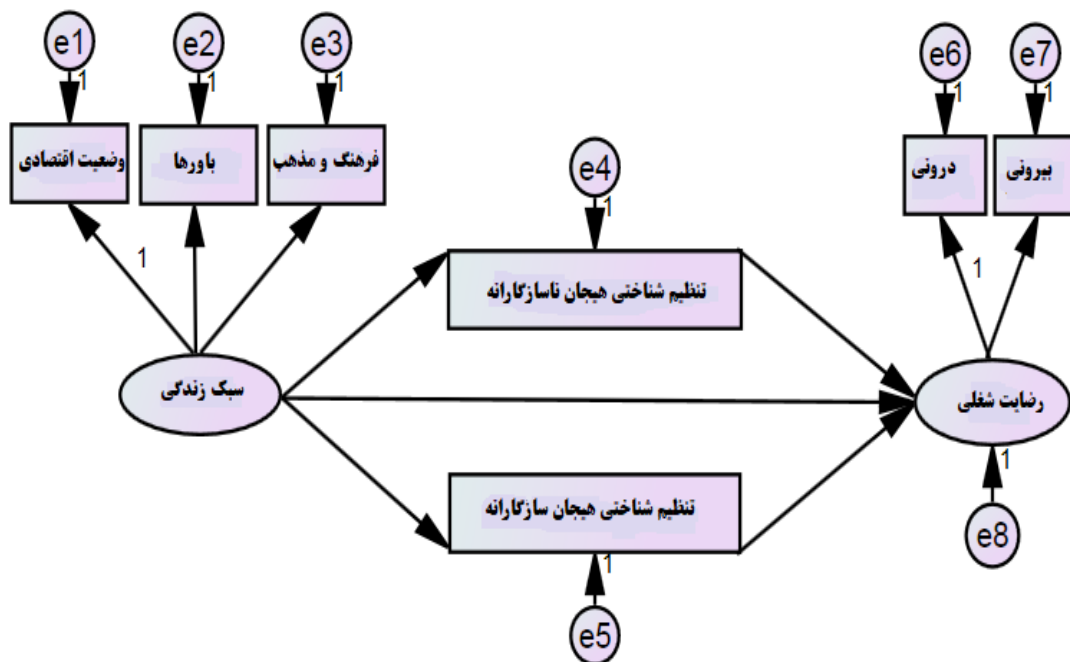 e1
e2
e3
e6
e7
1
1
1
1
1
وضعیت اقتصادی
باورها
فرهنگ و مذهب
درونی
بیرونی
e4
1
1
1
تنظیم شناختی هیجان ناسازگارانه
سبک زندگی
رضایت شغلی
1
تنظیم شناختی هیجان سازگارانه
e8
1
e5